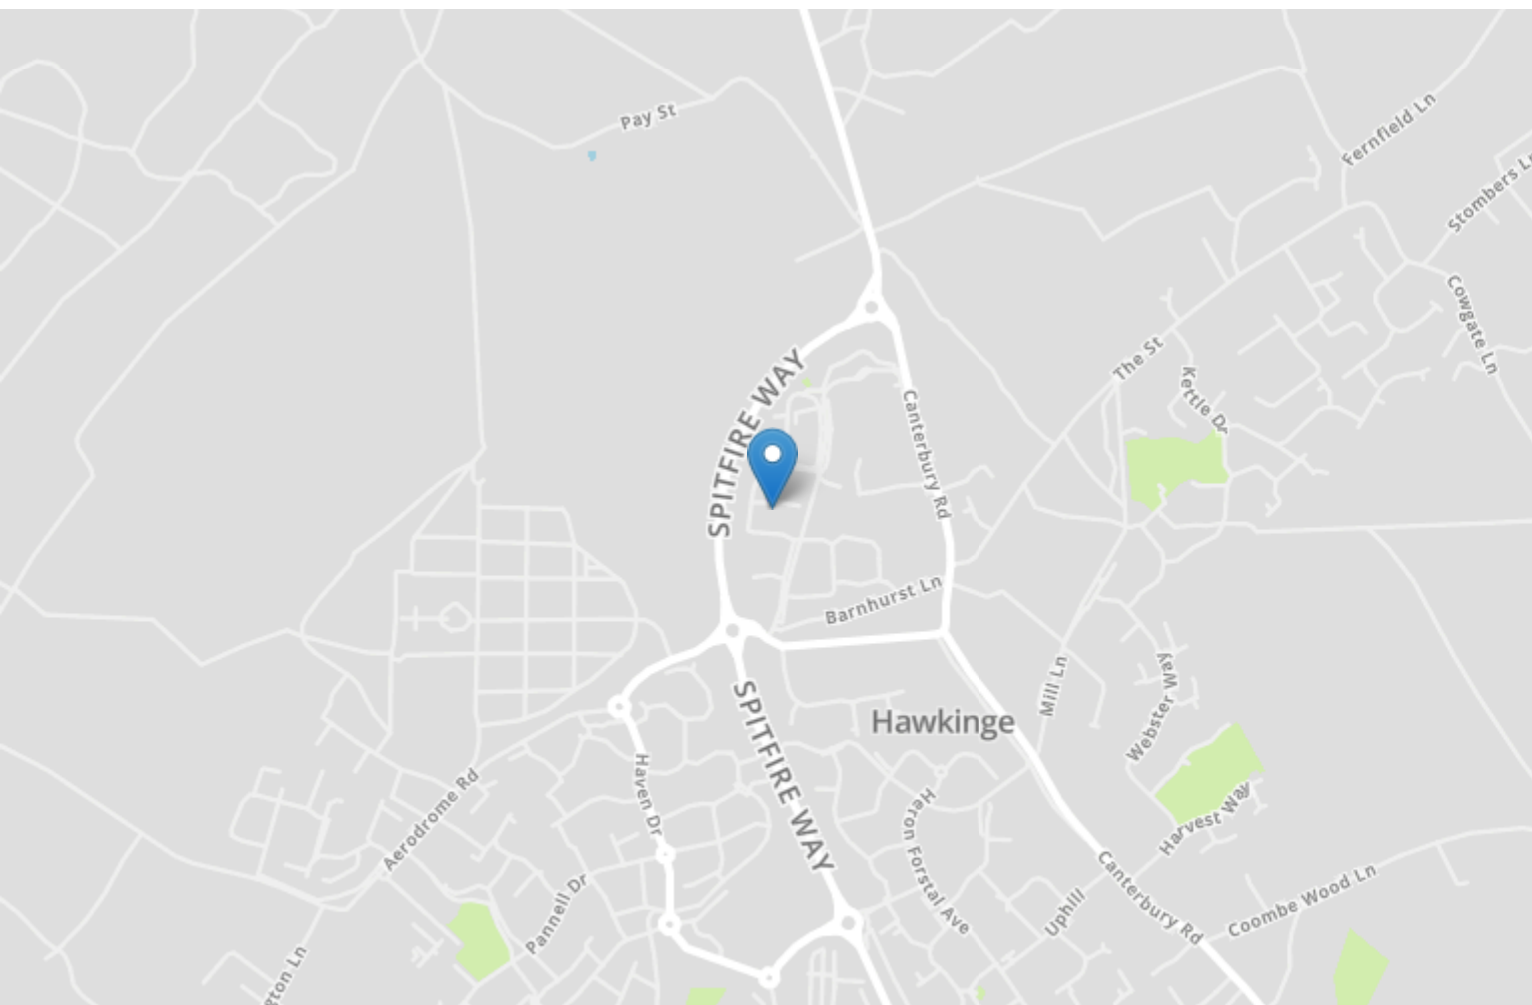 Pay St
Fernfield Ln
Stombers Ln
Cowgate Ln
The St
SPITFIRE WAY
Kettle Dr
Canterbury Rd
Barnhurst Ln
Mill Ln
Webster Way
SPITFIRE WAY
Hawkinge
Haven Dr
Aerodrome Rd
Heron Forstal Ave
Harvest Way
Canterbury Rd
Coombe Wood Ln
Pannell Dr
Uphill
gton Ln